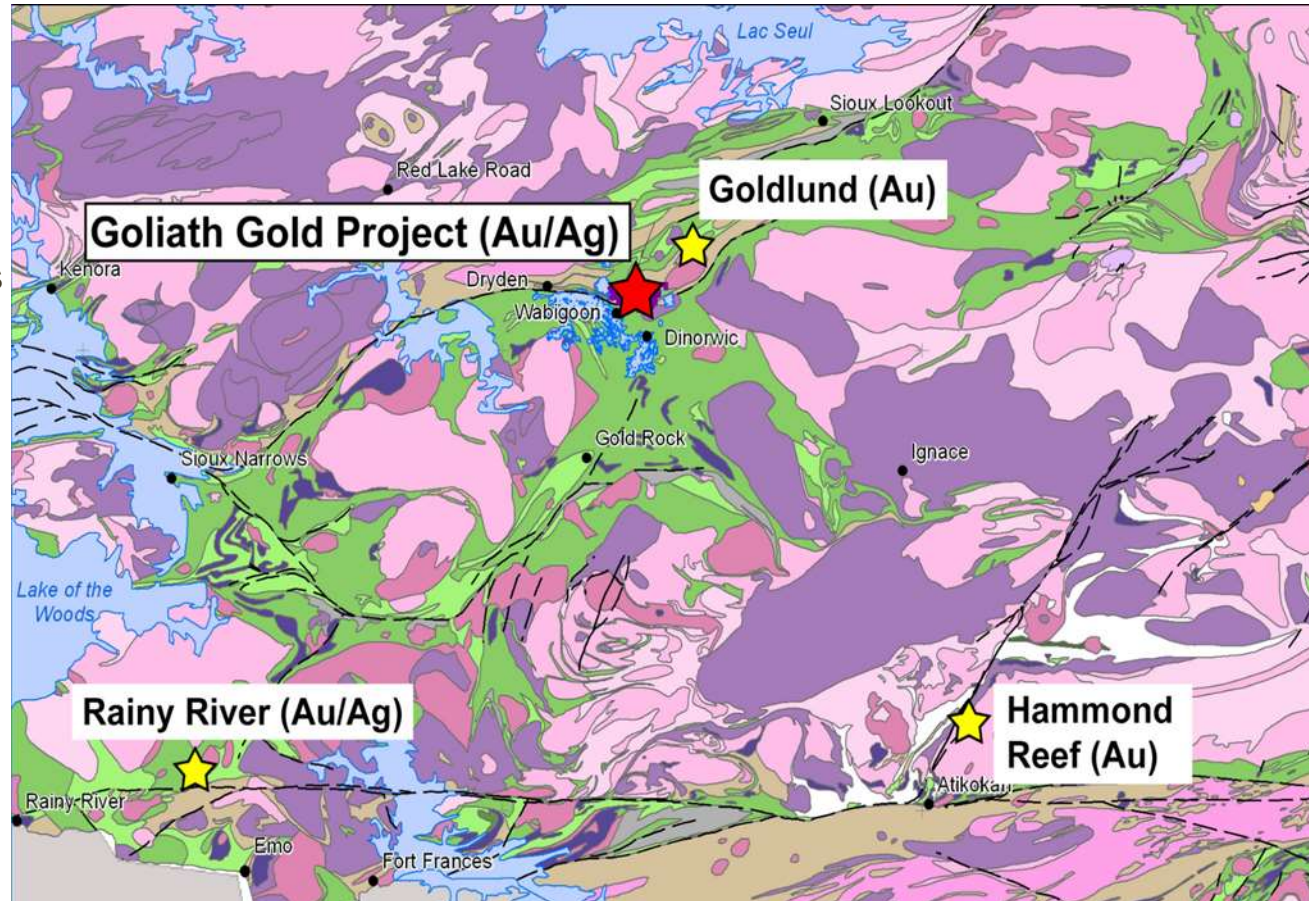 Lac Seul
Sioux Lookout
Red Lake Road
Goldlund (Au)
Goliath Gold Project (Au/Ag)
s
Kenora
Dryden
Wabigoon
Dinorwic
Gold Rock
Ignace
Sioux Narrows
Lake of the
Woods
Rainy River (Au/Ag)
Hammond
Reef (Au)
Atikokan
Rainy River
Emo
Fort Frances